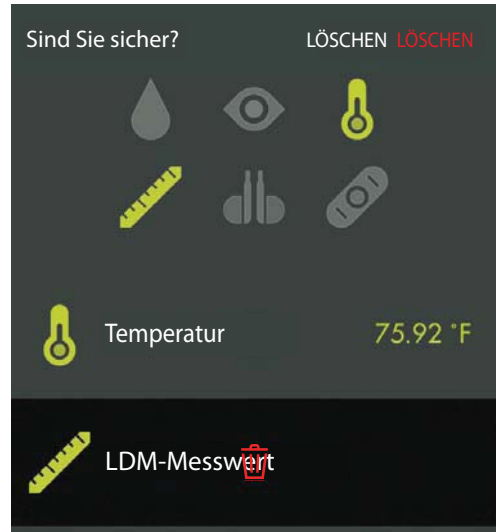 Sind Sie sicher? LÖSCHEN LÖSCHEN
Temperatur 75.92 °F
LDM-Messwert